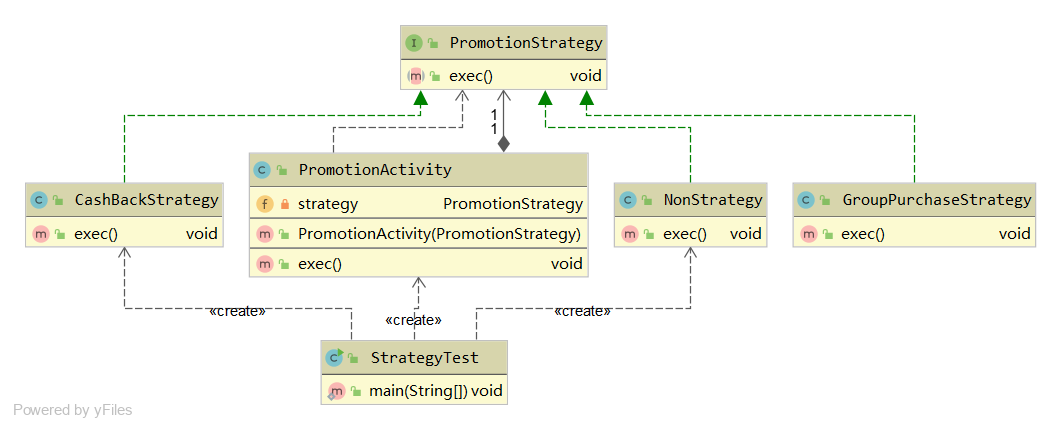 I PromotionStrategy
m exec() void
1
1
C PromotionActivity
f strategy PromotionStrategy
m PromotionActivity(PromotionStrategy)
m exec() void
C CashBackStrategy
m exec() void
C NonStrategy
m exec() void
C GroupPurchaseStrategy
m exec() void
«create»
«create»
«create»
C StrategyTest
m main(String[]) void
Powered by yFiles